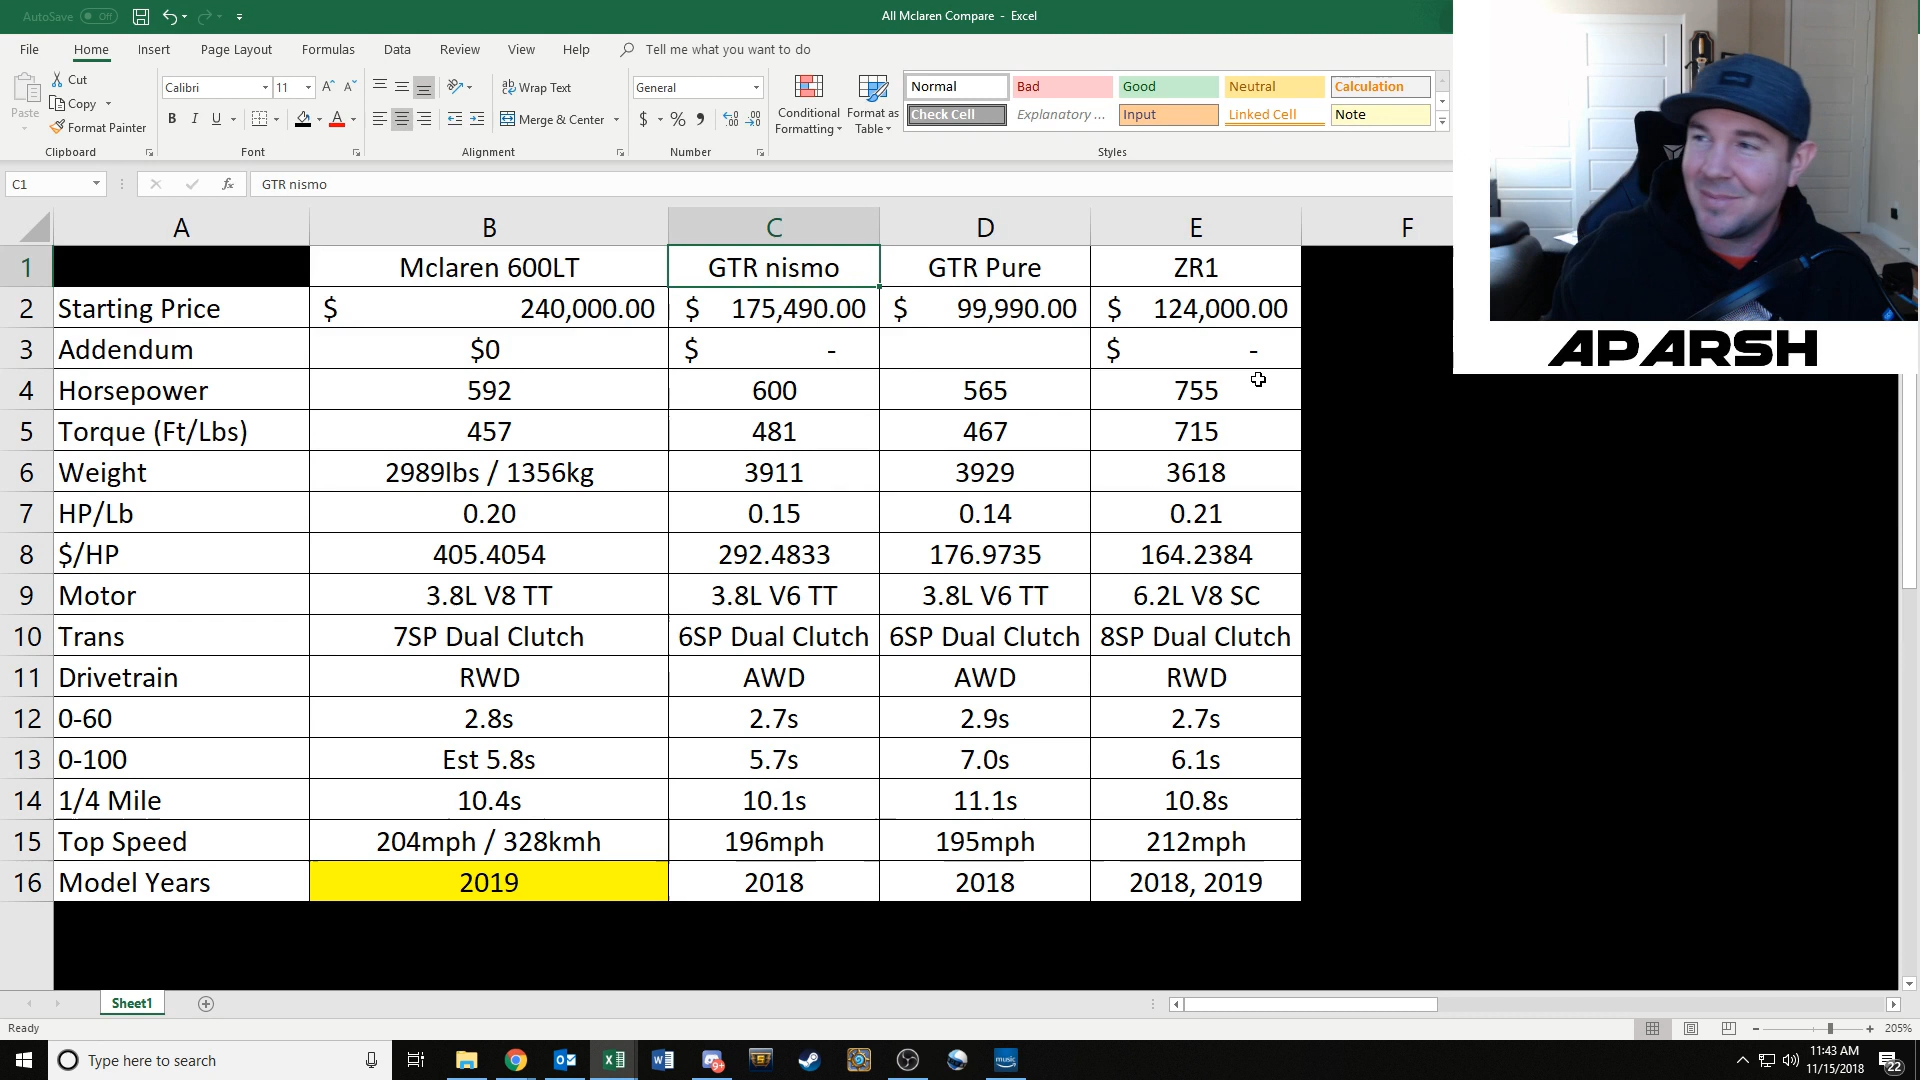 AutoSave Off
All Mclaren Compare - Excel
File Home Insert Page Layout Formulas Data Review View Help Tell me what you want to do
Paste
Cut
Copy
Format Painter
Clipboard
Calibri 11
B I U
Font
Wrap Text
Merge & Center
Alignment
General
$ % ,
Number
Conditional Formatting
Format as Table
Normal Bad Good Neutral Calculation
Check Cell Explanatory ... Input Linked Cell Note
Styles
C1 fx GTR nismo
A B C D E F
1 Mclaren 600LT GTR nismo GTR Pure ZR1
2 Starting Price $ 240,000.00 $ 175,490.00 $ 99,990.00 $ 124,000.00
3 Addendum $0 $ - $ -
4 Horsepower 592 600 565 755
5 Torque (Ft/Lbs) 457 481 467 715
6 Weight 2989lbs / 1356kg 3911 3929 3618
7 HP/Lb 0.20 0.15 0.14 0.21
8 $/HP 405.4054 292.4833 176.9735 164.2384
9 Motor 3.8L V8 TT 3.8L V6 TT 3.8L V6 TT 6.2L V8 SC
10 Trans 7SP Dual Clutch 6SP Dual Clutch 6SP Dual Clutch 8SP Dual Clutch
11 Drivetrain RWD AWD AWD RWD
12 0-60 2.8s 2.7s 2.9s 2.7s
13 0-100 Est 5.8s 5.7s 7.0s 6.1s
14 1/4 Mile 10.4s 10.1s 11.1s 10.8s
15 Top Speed 204mph / 328kmh 196mph 195mph 212mph
16 Model Years 2019 2018 2018 2018, 2019
APARSH
Sheet1
Ready
205%
Type here to search
music
11:43 AM
11/15/2018
22